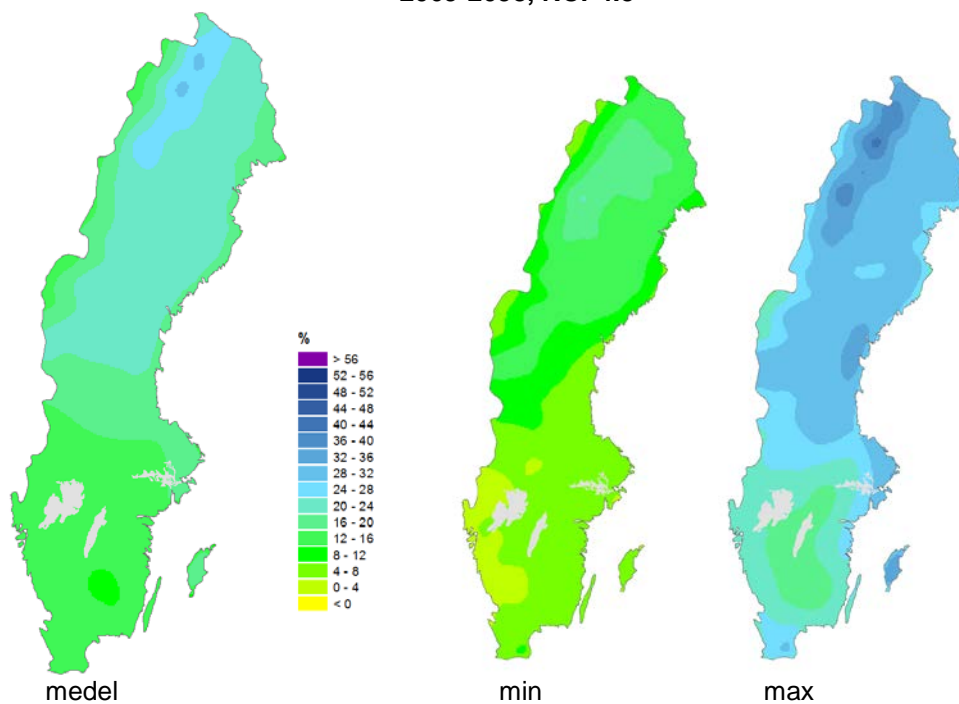 %
> 56
52 - 56
48 - 52
44 - 48
40 - 44
36 - 40
32 - 36
28 - 32
24 - 28
20 - 24
16 - 20
12 - 16
8 - 12
4 - 8
0 - 4
< 0
medel
min
max